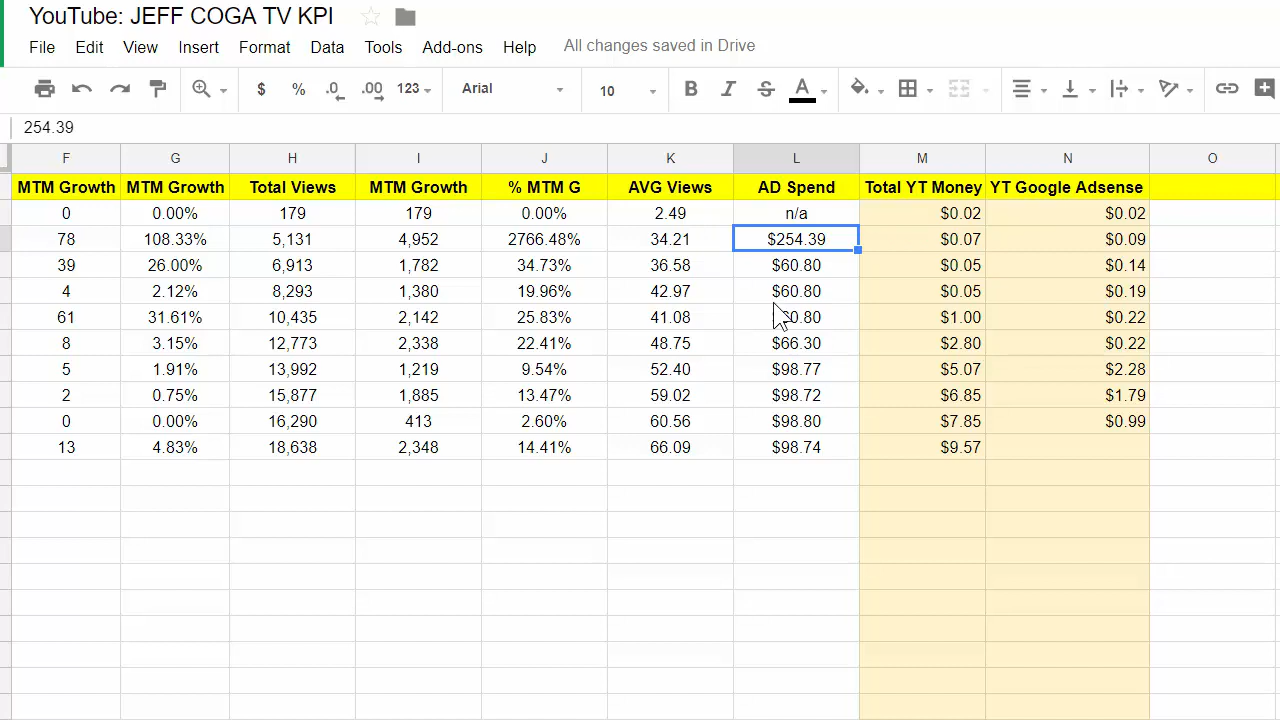 YouTube: JEFF COGA TV KPI
File Edit View Insert Format Data Tools Add-ons Help All changes saved in Drive
$ % .0 .00 123 Arial 10 B I S A
254.39
F G H I J K L M N O
MTM Growth MTM Growth Total Views MTM Growth % MTM G AVG Views AD Spend Total YT Money YT Google Adsense
0 0.00% 179 179 0.00% 2.49 n/a $0.02 $0.02
78 108.33% 5,131 4,952 2766.48% 34.21 $254.39 $0.07 $0.09
39 26.00% 6,913 1,782 34.73% 36.58 $60.80 $0.05 $0.14
4 2.12% 8,293 1,380 19.96% 42.97 $60.80 $0.05 $0.19
61 31.61% 10,435 2,142 25.83% 41.08 0.80 $1.00 $0.22
8 3.15% 12,773 2,338 22.41% 48.75 $66.30 $2.80 $0.22
5 1.91% 13,992 1,219 9.54% 52.40 $98.77 $5.07 $2.28
2 0.75% 15,877 1,885 13.47% 59.02 $98.72 $6.85 $1.79
0 0.00% 16,290 413 2.60% 60.56 $98.80 $7.85 $0.99
13 4.83% 18,638 2,348 14.41% 66.09 $98.74 $9.57